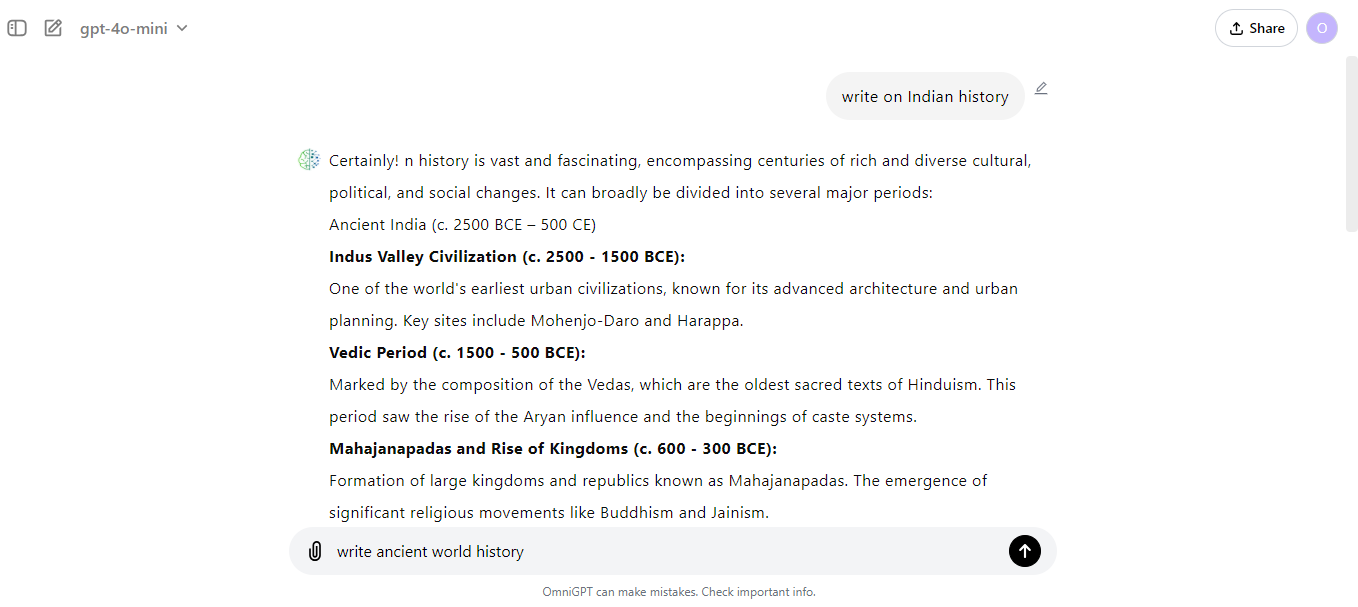 gpt-4o-mini
Share
O
write on Indian history
Certainly! n history is vast and fascinating, encompassing centuries of rich and diverse cultural,
political, and social changes. It can broadly be divided into several major periods:
Ancient India (c. 2500 BCE – 500 CE)
Indus Valley Civilization (c. 2500 - 1500 BCE):
One of the world's earliest urban civilizations, known for its advanced architecture and urban
planning. Key sites include Mohenjo-Daro and Harappa.
Vedic Period (c. 1500 - 500 BCE):
Marked by the composition of the Vedas, which are the oldest sacred texts of Hinduism. This
period saw the rise of the Aryan influence and the beginnings of caste systems.
Mahajanapadas and Rise of Kingdoms (c. 600 - 300 BCE):
Formation of large kingdoms and republics known as Mahajanapadas. The emergence of
significant religious movements like Buddhism and Jainism.
write ancient world history
OmniGPT can make mistakes. Check important info.